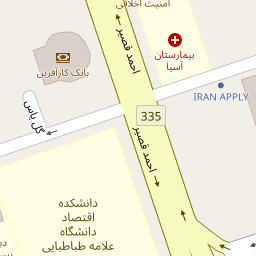 امنیت اخلاقی
احمد قصیر
بیمارستان
آسیا
بانک کارآفرین
IRAN APPLY
گل یاس
335
احمد قصیر
دانشکده
اقتصاد
دانشگاه
علامه طباطبایی